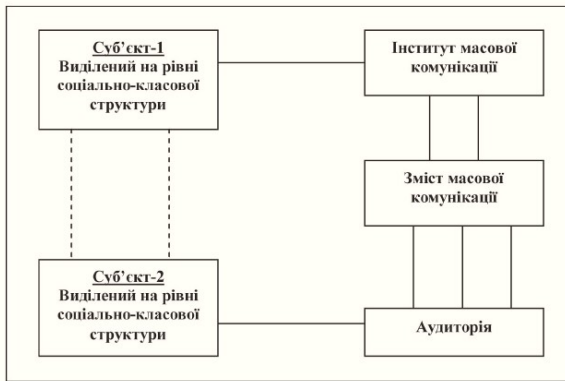 Суб’єкт-1
Виділений на рівні
соціально-класової
структури
Інститут масової
комунікації
Зміст масової
комунікації
Суб’єкт-2
Виділений на рівні
соціально-класової
структури
Аудиторія